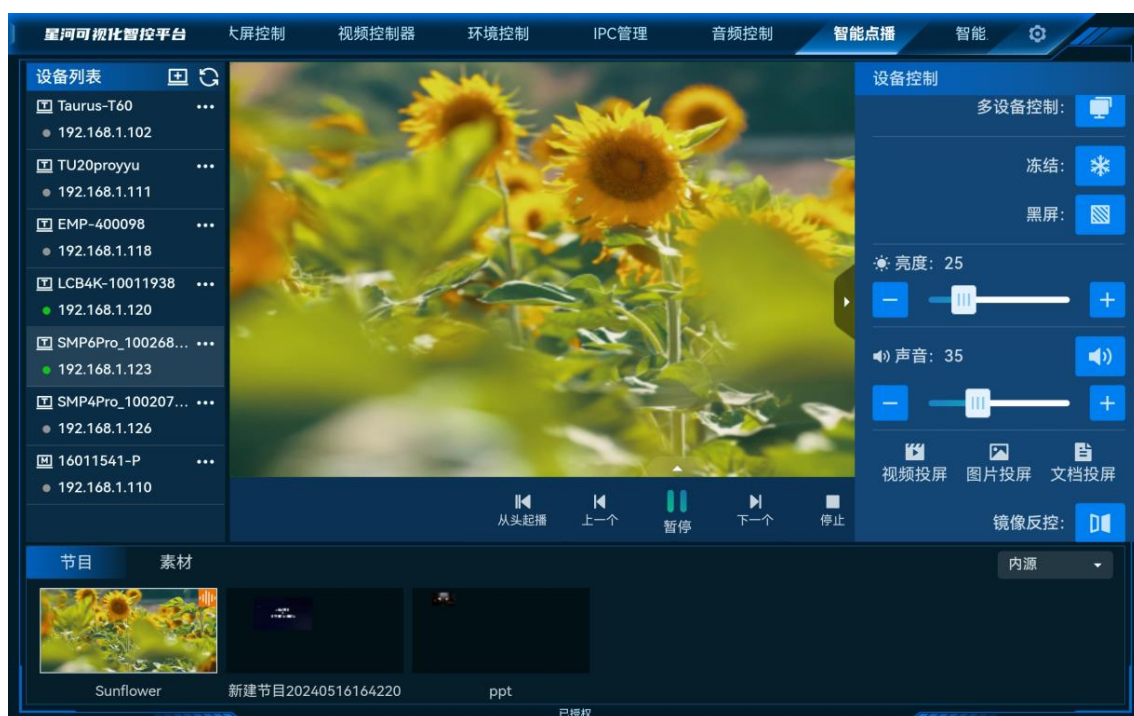 星河可视化智控平台
大屏控制
视频控制器
环境控制
IPC管理
音频控制
智能点播
智能
设备列表
Taurus-T60
192.168.1.102
TU20proyyu
192.168.1.111
EMP-400098
192.168.1.118
LCB4K-10011938
192.168.1.120
SMP6Pro_100268...
192.168.1.123
SMP4Pro_100207...
192.168.1.126
16011541-P
192.168.1.110
从头起播
上一个
暂停
下一个
停止
设备控制
多设备控制:
冻结:
黑屏:
亮度: 25
声音: 35
视频投屏 图片投屏 文档投屏
镜像反控:
节目
素材
内源
Sunflower
新建节目20240516164220
ppt
已授权